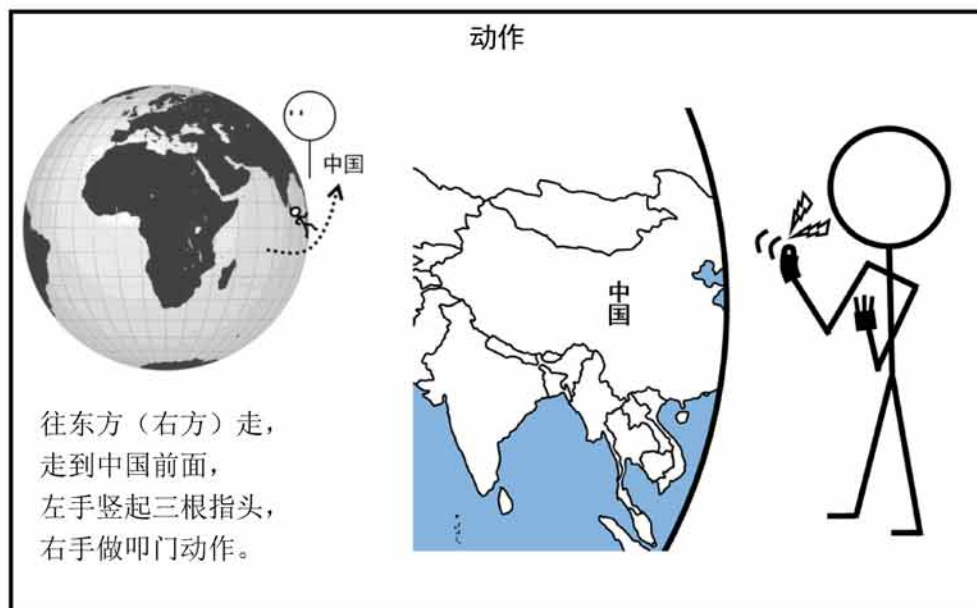 动作
中国
中国
往东方（右方）走，
走到中国前面，
左手竖起三根指头，
右手做叩门动作。